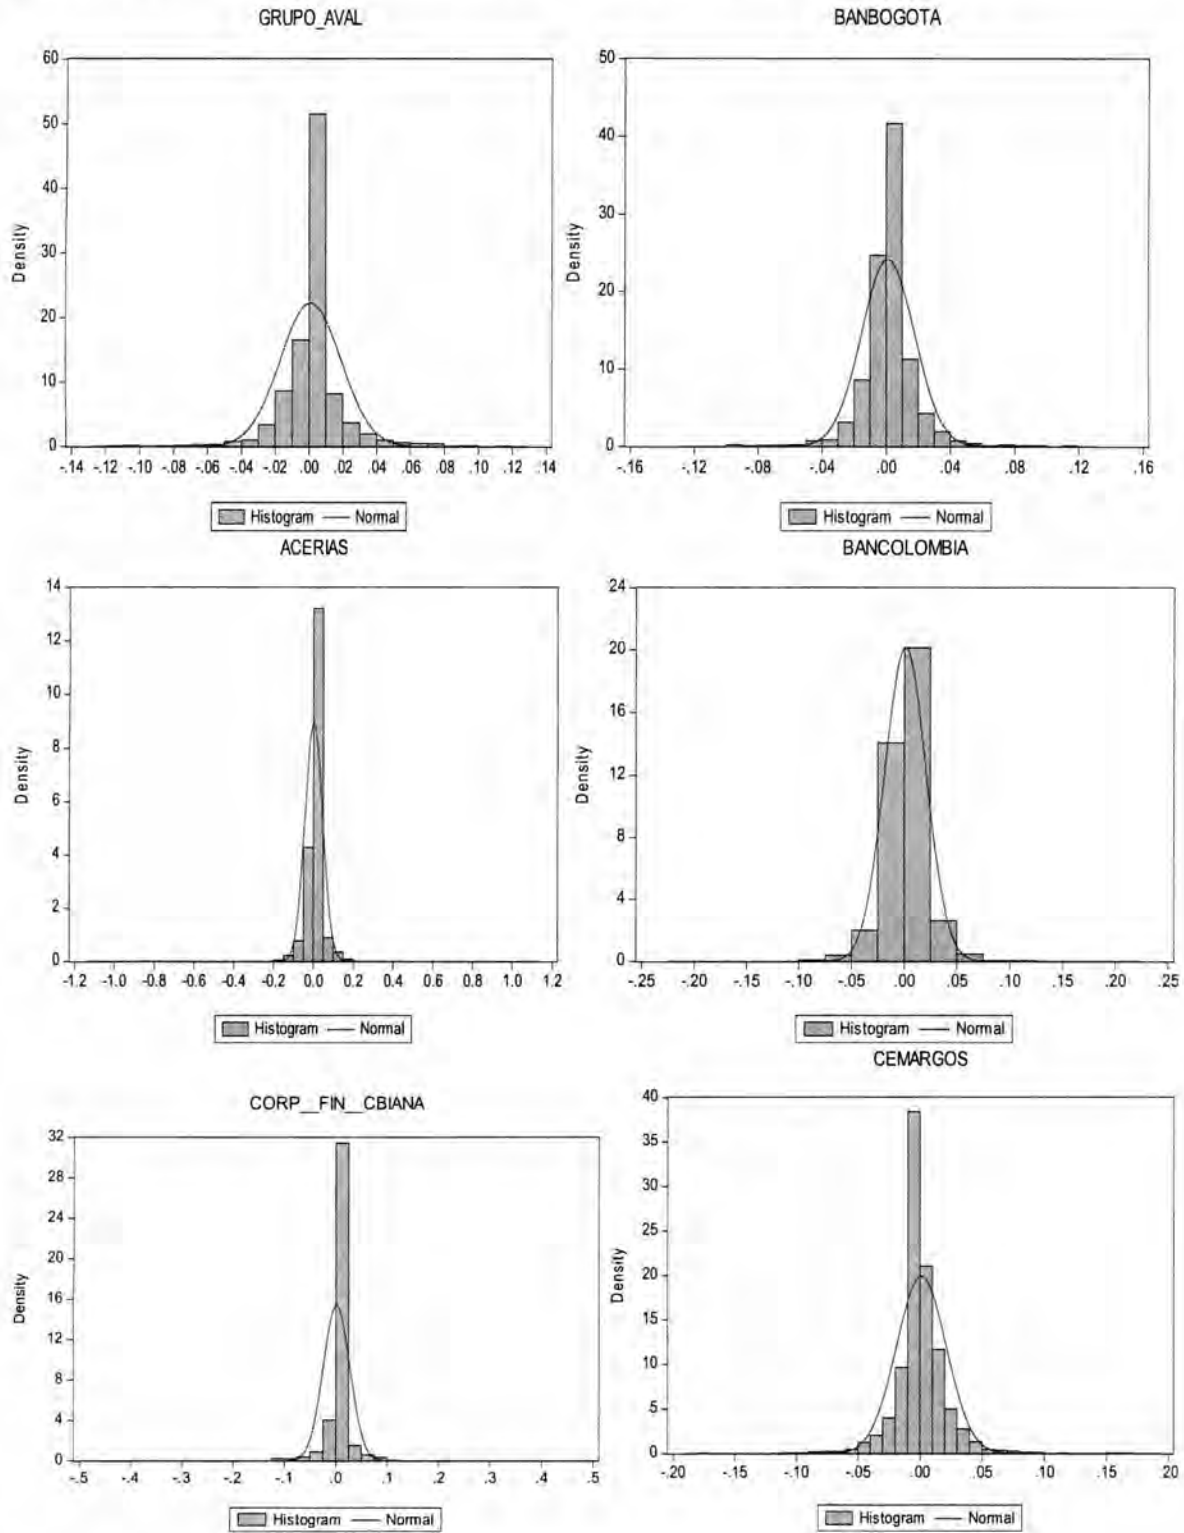 GRUPO_AVAL
60
50
40
30
20
10
0
Density
-.14 -.12 -.10 -.08 -.06 -.04 -.02 .00 .02 .04 .06 .08 .10 .12 .14
Histogram Normal
BANBOGOTA
50
40
30
20
10
0
Density
-.16 -.12 -.08 -.04 .00 .04 .08 .12 .16
Histogram Normal
ACERIAS
14
12
10
8
6
4
2
0
Density
-1.2 -1.0 -0.8 -0.6 -0.4 -0.2 0.0 0.2 0.4 0.6 0.8 1.0 1.2
Histogram Normal
BANCOLOMBIA
24
20
16
12
8
4
0
Density
-.25 -.20 -.15 -.10 -.05 .00 .05 .10 .15 .20 .25
Histogram Normal
CORP__FIN__CBIANA
32
28
24
20
16
12
8
4
0
Density
-.5 -.4 -.3 -.2 -.1 .0 .1 .2 .3 .4 .5
Histogram Normal
CEMARGOS
40
35
30
25
20
15
10
5
0
Density
-.20 -.15 -.10 -.05 .00 .05 .10 .15 .20
Histogram Normal